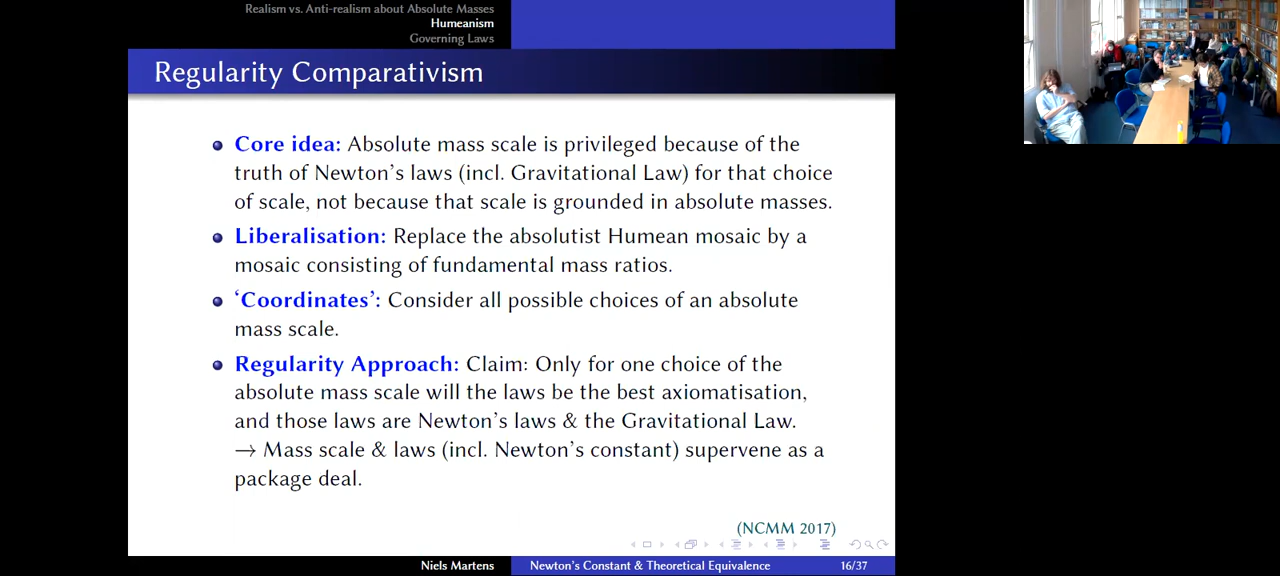 Realism vs. Anti-realism about Absolute Masses
Humeanism
Governing Laws
Regularity Comparativism
Core idea: Absolute mass scale is privileged because of the
truth of Newton's laws (incl. Gravitational Law) for that choice
of scale, not because that scale is grounded in absolute masses.
Liberalisation: Replace the absolutist Humean mosaic by a
mosaic consisting of fundamental mass ratios.
‘Coordinates’: Consider all possible choices of an absolute
mass scale.
Regularity Approach: Claim: Only for one choice of the
absolute mass scale will the laws be the best axiomatisation,
and those laws are Newton's laws & the Gravitational Law.
→ Mass scale & laws (incl. Newton's constant) supervene as a
package deal.
(NCMM 2017)
Niels Martens
Newton's Constant & Theoretical Equivalence
16/37